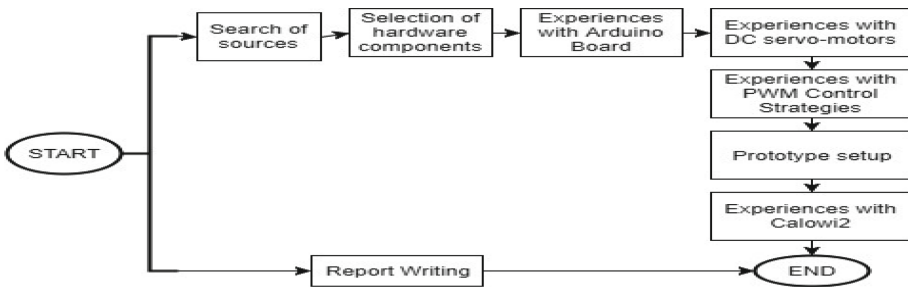 Search of
sources
Selection of
hardware
components
Experiences
with Arduino
Board
Experiences with
DC servo-motors
Experiences with
PWM Control
Strategies
START
Prototype setup
Experiences with
Calowi2
Report Writing
END